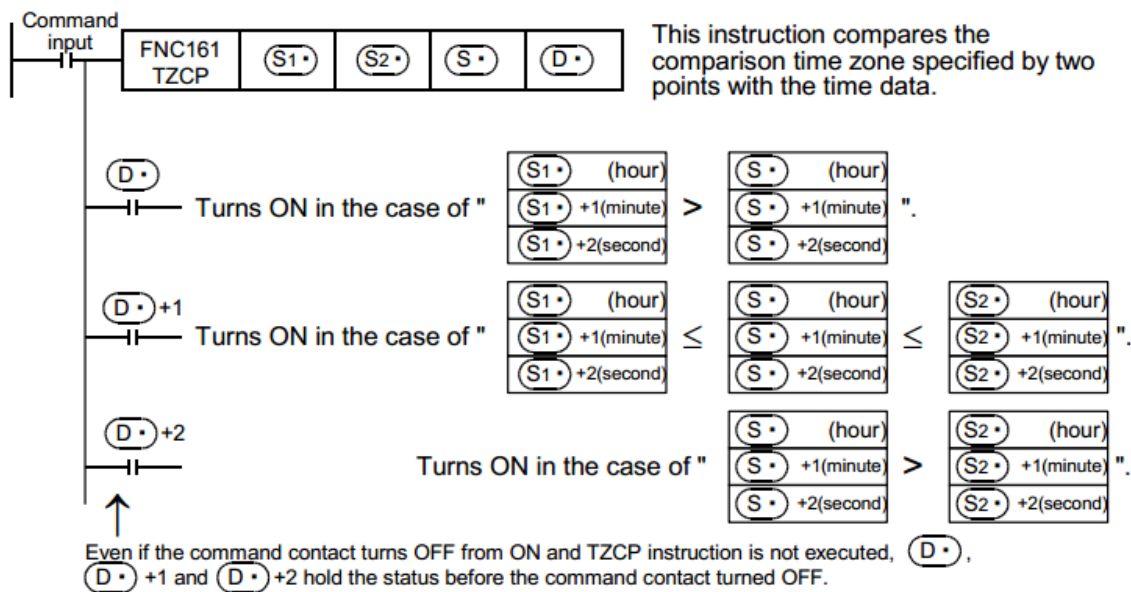 Command
input
FNC161
TZCP
S1・ S2・ S・ D・
This instruction compares the
comparison time zone specified by two
points with the time data.
D・
Turns ON in the case of "
S1・ (hour)
S1・ +1(minute)
S1・ +2(second)
>
S・ (hour)
S・ +1(minute)
S・ +2(second)
".
D・ +1
Turns ON in the case of "
S1・ (hour)
S1・ +1(minute)
S1・ +2(second)
≤
S・ (hour)
S・ +1(minute)
S・ +2(second)
≤
S2・ (hour)
S2・ +1(minute)
S2・ +2(second)
".
D・ +2
Turns ON in the case of "
S・ (hour)
S・ +1(minute)
S・ +2(second)
>
S2・ (hour)
S2・ +1(minute)
S2・ +2(second)
".
Even if the command contact turns OFF from ON and TZCP instruction is not executed, D・ ,
D・ +1 and D・ +2 hold the status before the command contact turned OFF.